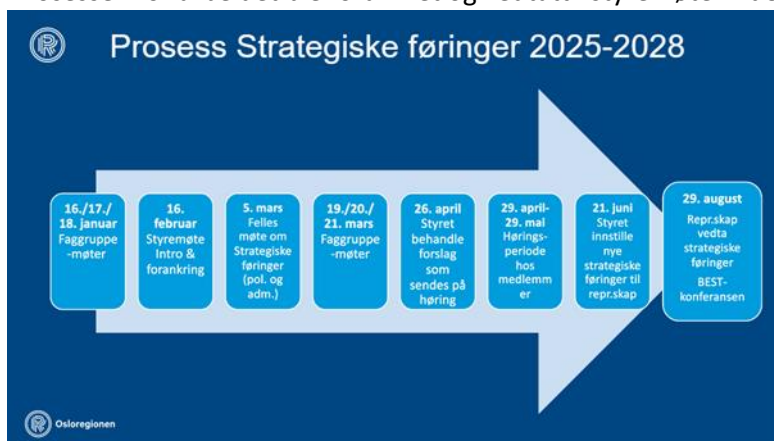 Prosess Strategiske føringer 2025-2028
16./17./
18. januar
Faggruppe
-møter
16.
februar
Styremøte
Intro &
forankring
5. mars
Felles
møte om
Strategiske
føringer
(pol. og
adm.)
19./20./
21. mars
Faggruppe
-møter
26. april
Styret
behandle
forslag
som
sendes på
høring
29. april-
29. mai
Hørings-
periode
hos
medlemm
er
21. juni
Styret
innstille
nye
strategiske
føringer til
repr.skap
29. august
Repr.skap
vedta
strategiske
føringer
BEST-
konferansen
Osloregionen